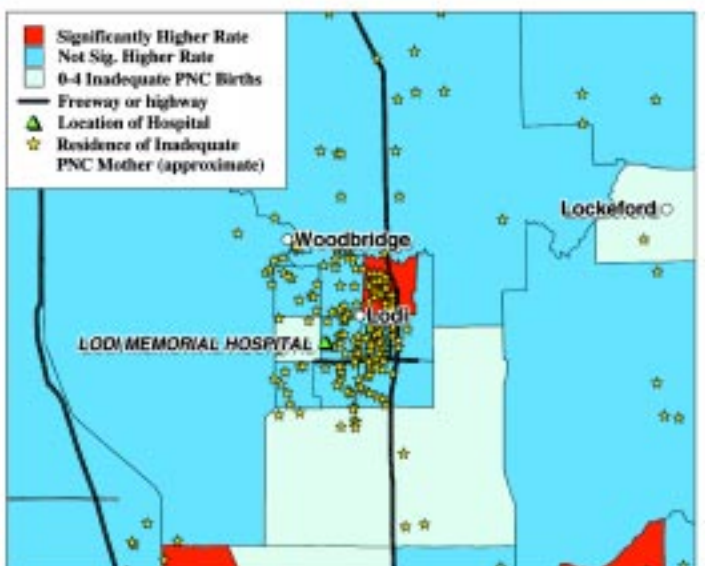 Significantly Higher Rate
Not Sig. Higher Rate
0-4 Inadequate PNC Births
Freeway or highway
Location of Hospital
Residence of Inadequate
PNC Mother (approximate)
Lockeford
Woodbridge
Lodi
LODI MEMORIAL HOSPITAL